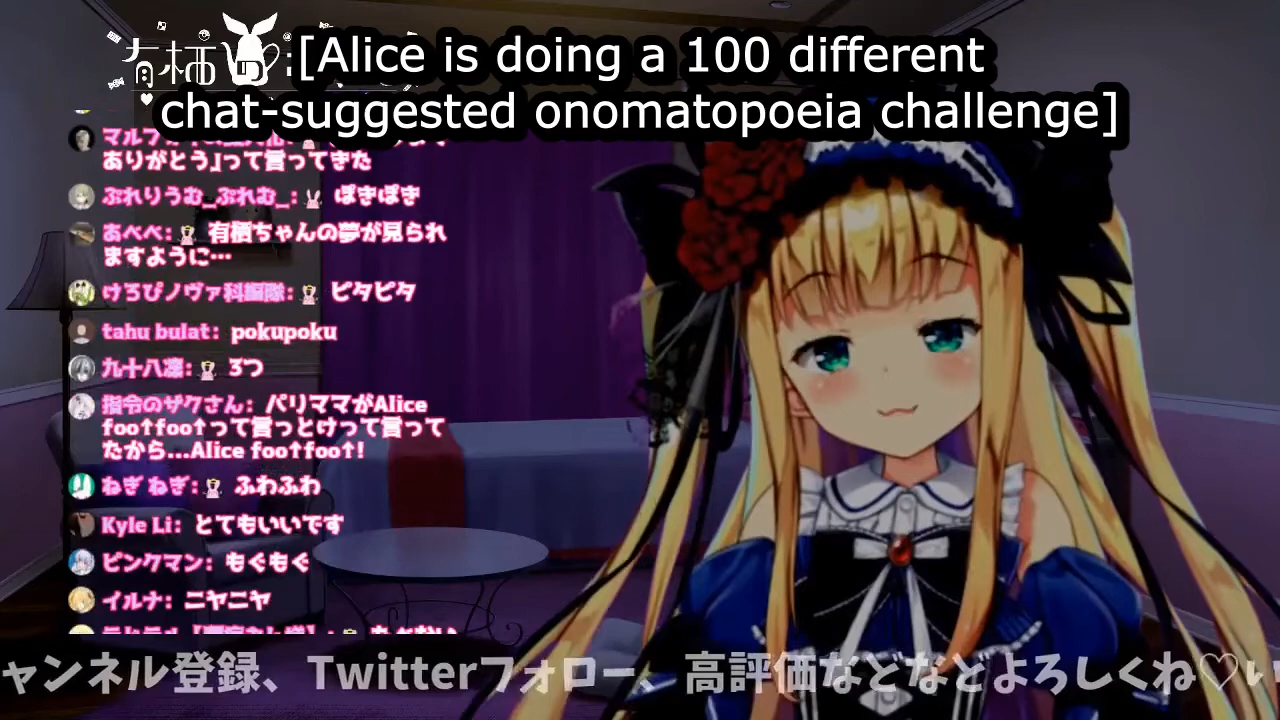 有栖:[Alice is doing a 100 different
chat-suggested onomatopoeia challenge]
マルフ
ありがとう」って言ってきた
ぷれりうむ_ぷれむ_: ぽきぽき
あべべ: 有栖ちゃんの夢が見られ
ますように…
けろぴノヴァ科軀隊: ピタピタ
tahu bulat: pokupoku
九十八凜: 3つ
指令のザクさん: パリママがAlice
foo↑foo↑って言っとけって言って
たから...Alice foo↑foo↑!
ねぎ ねぎ: ふわふわ
Kyle Li: とてもいいです
ピンクマン: もぐもぐ
イルナ: ニヤニヤ
ャンネル登録、Twitterフォロー、高評価などなどよろしくね♡い